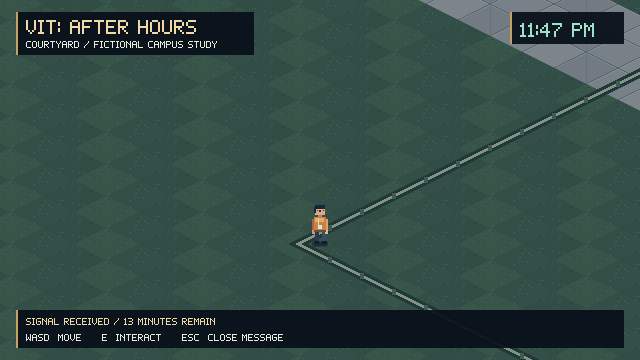 VIT: AFTER HOURS
COURTYARD / FICTIONAL CAMPUS STUDY
11:47 PM
SIGNAL RECEIVED / 13 MINUTES REMAIN
WASD MOVE E INTERACT ESC CLOSE MESSAGE